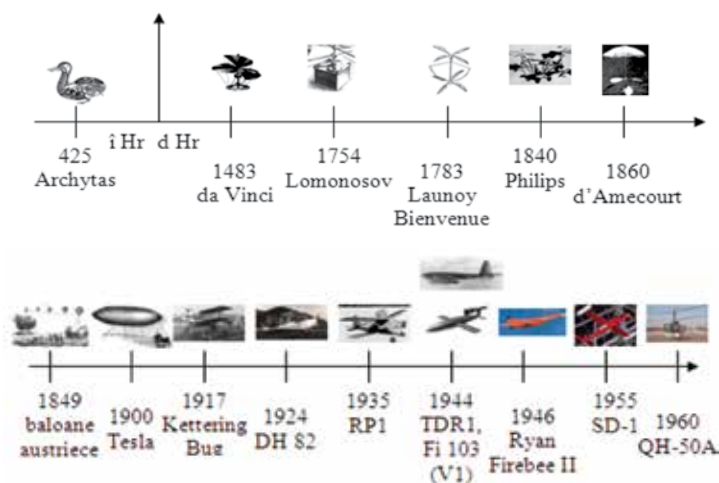 î Hr d Hr
425
Archytas
1483
da Vinci
1754
Lomonosov
1783
Launoy
Bienvenue
1840
Philips
1860
d'Amecourt
1849
baloane
austriece
1900
Tesla
1917
Kettering
Bug
1924
DH 82
1935
RP1
1944
TDR1,
Fi 103
(V1)
1946
Ryan
Firebee II
1955
SD-1
1960
QH-50A